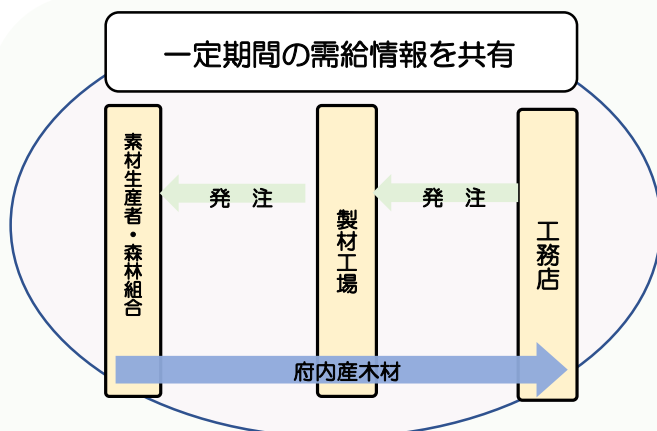 一定期間の需給情報を共有
素材生産者・森林組合
発　注
製材工場
発　注
工務店
府内産木材